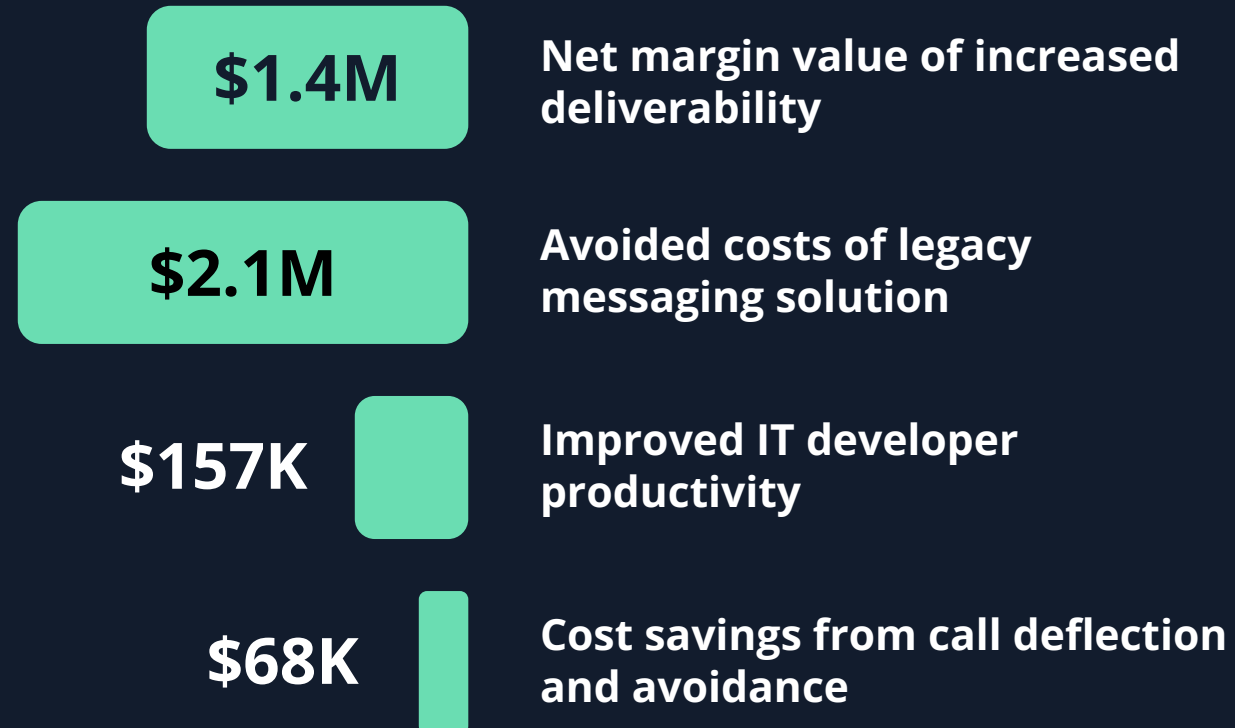 $1.4M
Net margin value of increased
deliverability
$2.1M
Avoided costs of legacy
messaging solution
$157K
Improved IT developer
productivity
$68K
Cost savings from call deflection
and avoidance